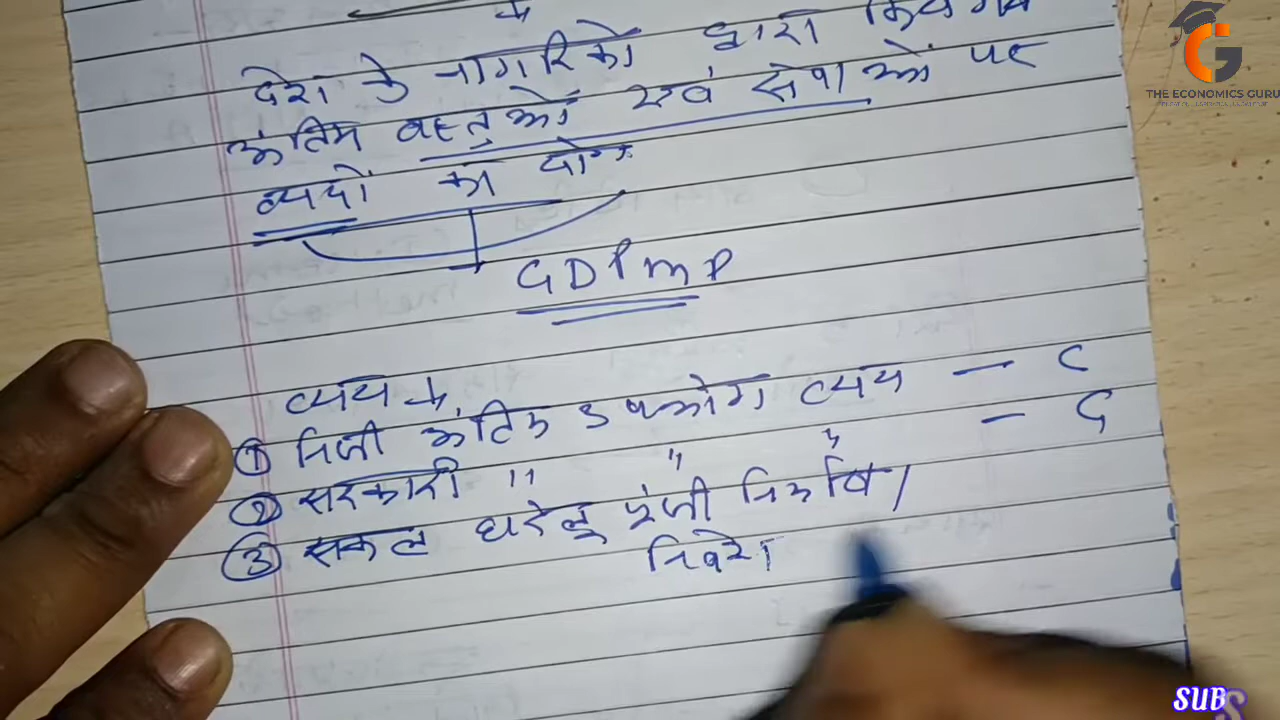 देश के नागरिकों द्वारा किये गये
अंतिम वस्तुओं एवं सेवाओं पर
व्ययों का योग
GDPmP
व्यय के
① निजी अंतिम उपभोग व्यय — C
② सरकारी " " " — G
③ सकल घरेलू पूंजी निर्माण/
निवेश
G
THE ECONOMICS GURU
SUB